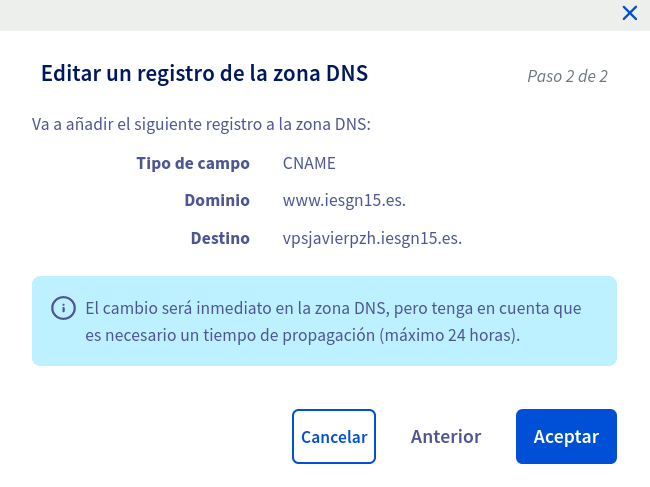 Editar un registro de la zona DNS
Paso 2 de 2
Va a añadir el siguiente registro a la zona DNS:
Tipo de campo CNAME
Dominio www.iesgn15.es.
Destino vpsjavierpzh.iesgn15.es.
El cambio será inmediato en la zona DNS, pero tenga en cuenta que
es necesario un tiempo de propagación (máximo 24 horas).
Cancelar Anterior Aceptar